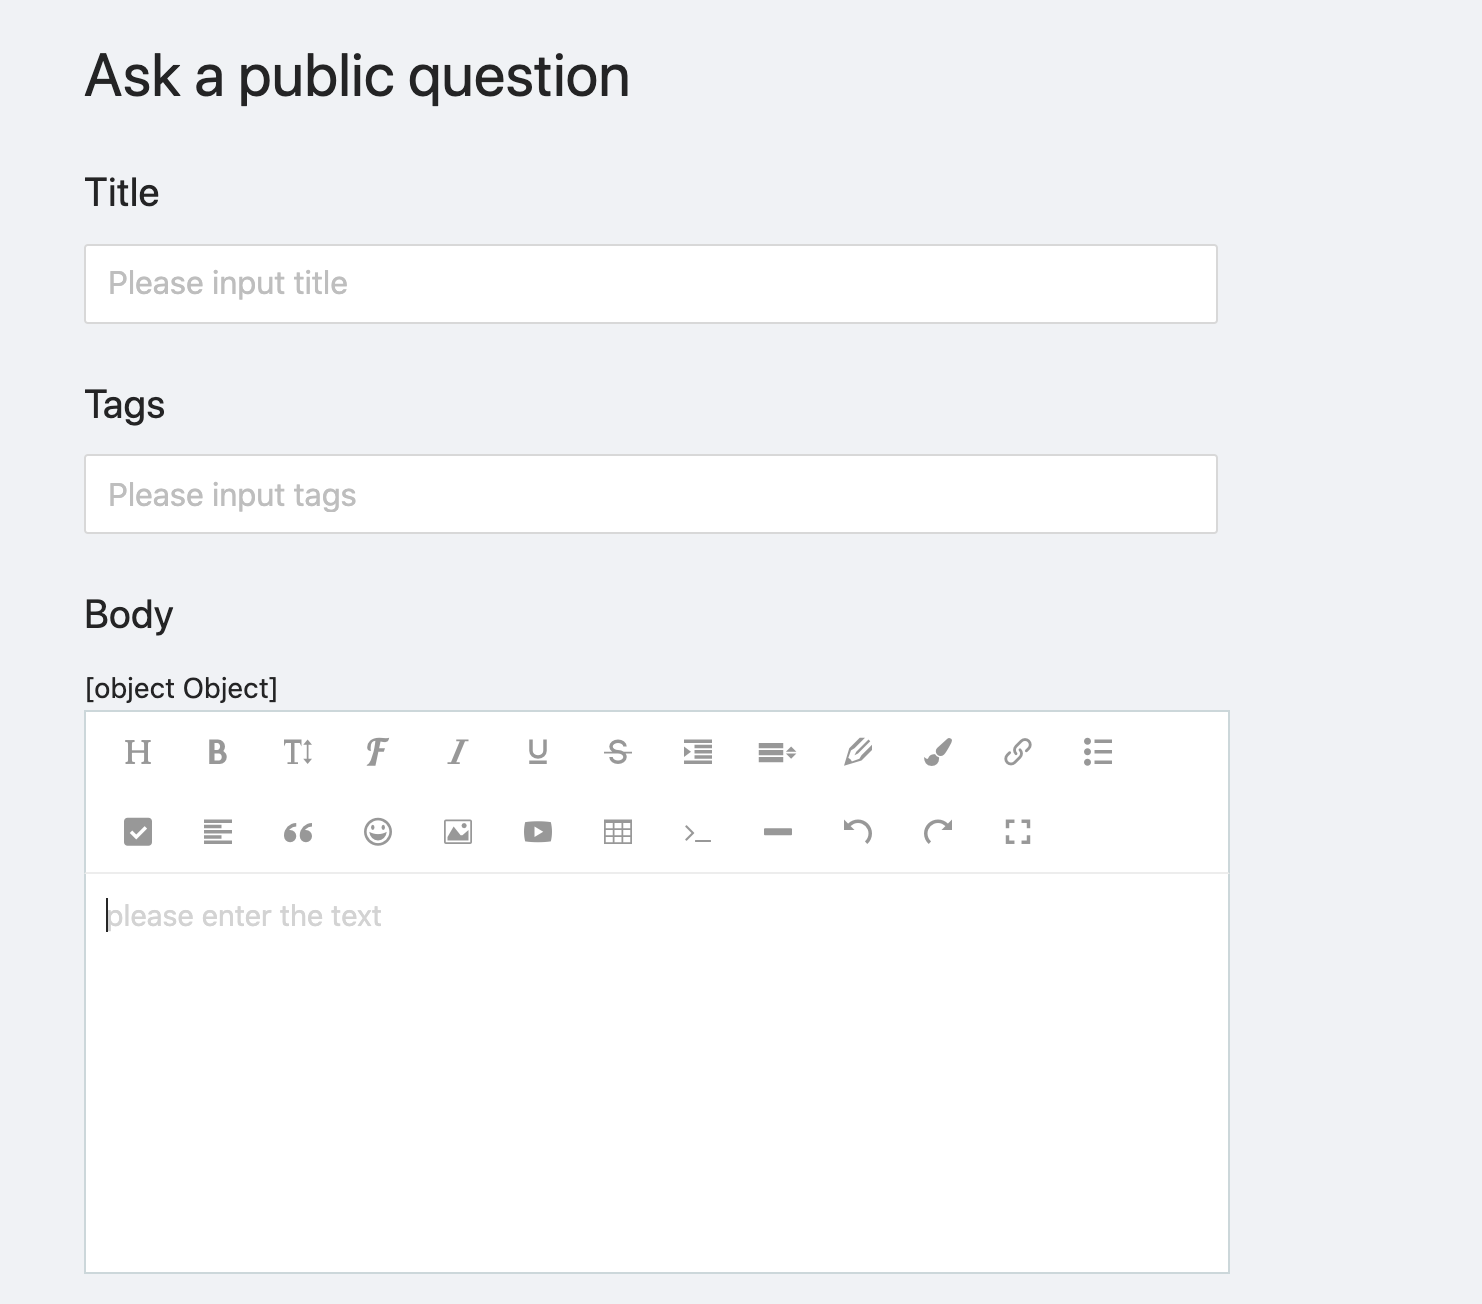 Ask a public question
Title
Please input title
Tags
Please input tags
Body
[object Object]
please enter the text